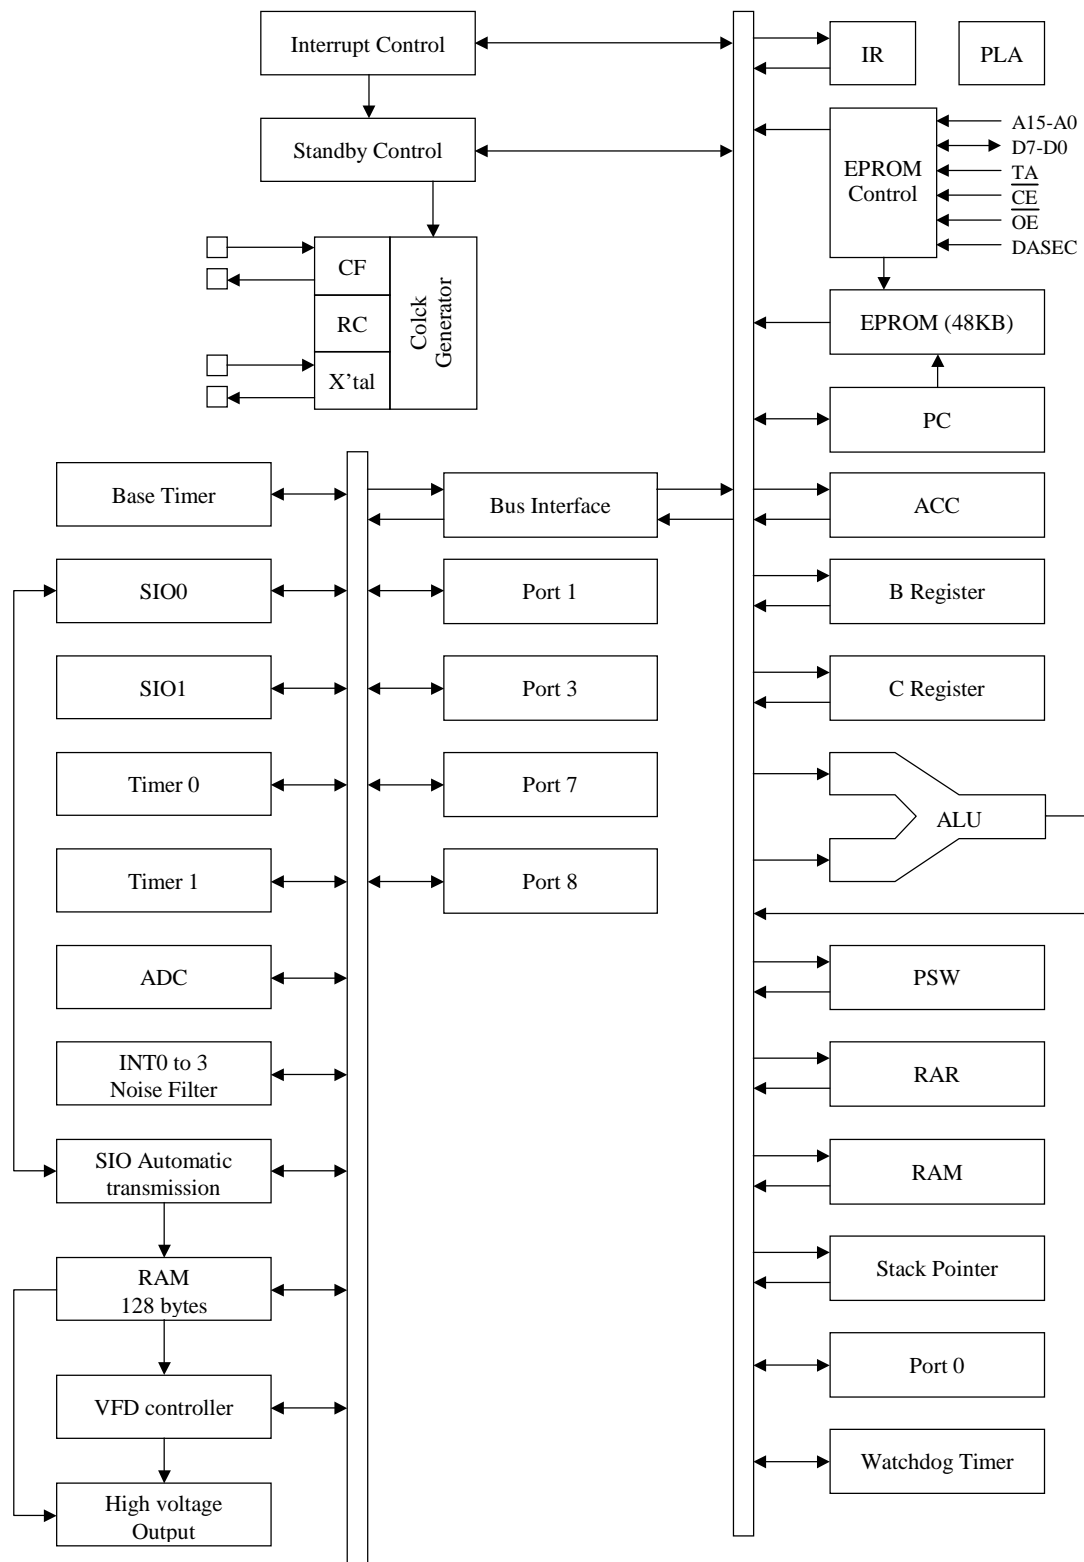 Interrupt Control
IR
PLA
Standby Control
EPROM
Control
A15-A0
D7-D0
TA
CE
OE
DASEC
CF
RC
X'tal
Colck
Generator
EPROM (48KB)
PC
Base Timer
Bus Interface
ACC
SIO0
Port 1
B Register
SIO1
Port 3
C Register
Timer 0
Port 7
ALU
Timer 1
Port 8
ADC
PSW
INT0 to 3
Noise Filter
RAR
SIO Automatic
transmission
RAM
RAM
128 bytes
Stack Pointer
VFD controller
Port 0
High voltage
Output
Watchdog Timer